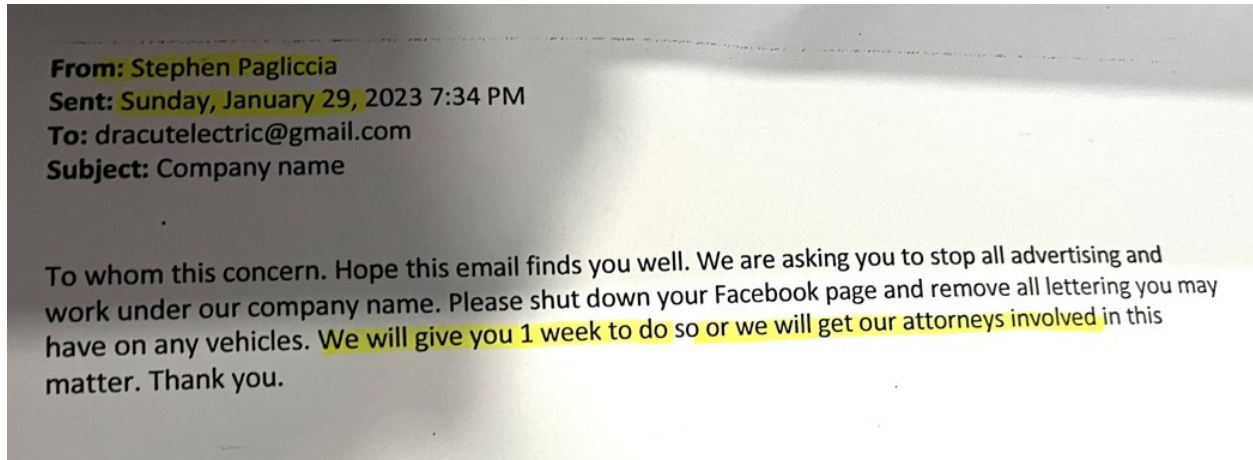 From: Stephen Pagliccia
Sent: Sunday, January 29, 2023 7:34 PM
To: dracutelectric@gmail.com
Subject: Company name
To whom this concern. Hope this email finds you well. We are asking you to stop all advertising and
work under our company name. Please shut down your Facebook page and remove all lettering you may
have on any vehicles. We will give you 1 week to do so or we will get our attorneys involved in this
matter. Thank you.